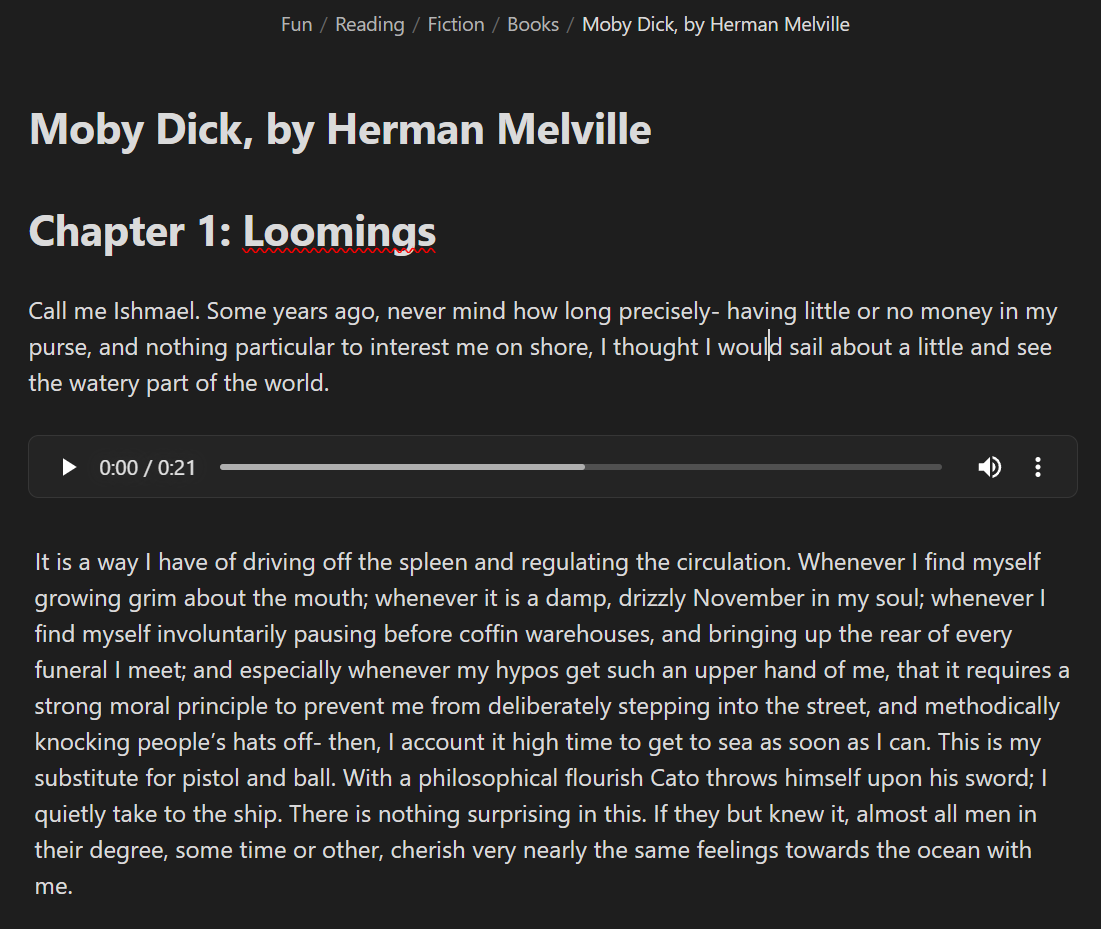 Fun / Reading / Fiction / Books / Moby Dick, by Herman Melville
Moby Dick, by Herman Melville
Chapter 1: Loomings
Call me Ishmael. Some years ago, never mind how long precisely- having little or no money in my
purse, and nothing particular to interest me on shore, I thought I would sail about a little and see
the watery part of the world.
0:00 / 0:21
It is a way I have of driving off the spleen and regulating the circulation. Whenever I find myself
growing grim about the mouth; whenever it is a damp, drizzly November in my soul; whenever I
find myself involuntarily pausing before coffin warehouses, and bringing up the rear of every
funeral I meet; and especially whenever my hypos get such an upper hand of me, that it requires a
strong moral principle to prevent me from deliberately stepping into the street, and methodically
knocking people’s hats off- then, I account it high time to get to sea as soon as I can. This is my
substitute for pistol and ball. With a philosophical flourish Cato throws himself upon his sword; I
quietly take to the ship. There is nothing surprising in this. If they but knew it, almost all men in
their degree, some time or other, cherish very nearly the same feelings towards the ocean with
me.